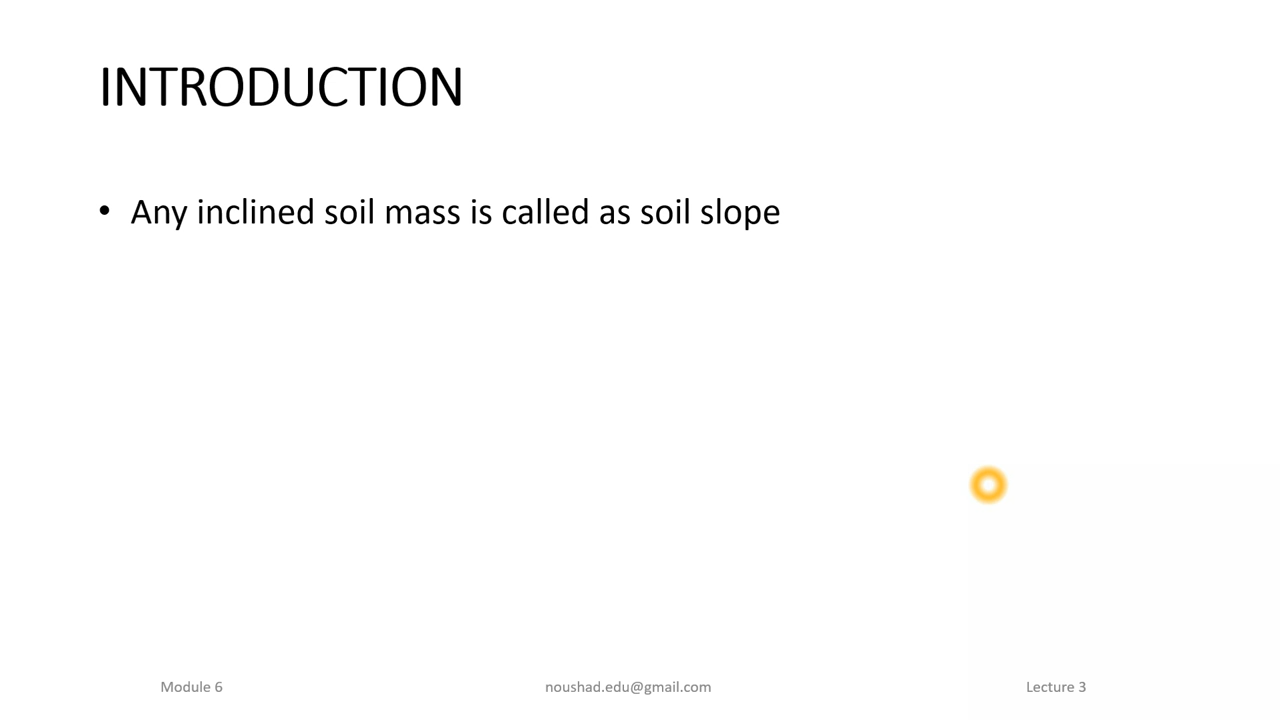 INTRODUCTION
• Any inclined soil mass is called as soil slope
Module 6
noushad.edu@gmail.com
Lecture 3